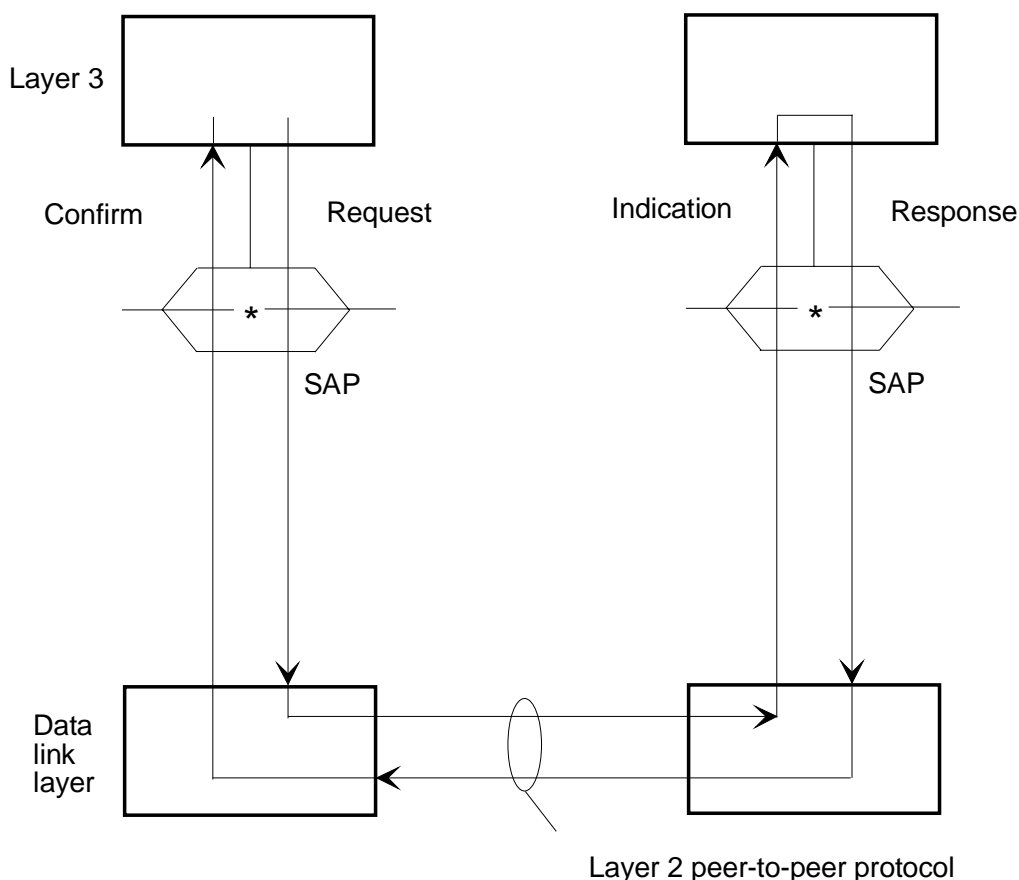 Layer 3
Confirm
Request
Indication
Response
*
*
SAP
SAP
Data
link
layer
Layer 2 peer-to-peer protocol